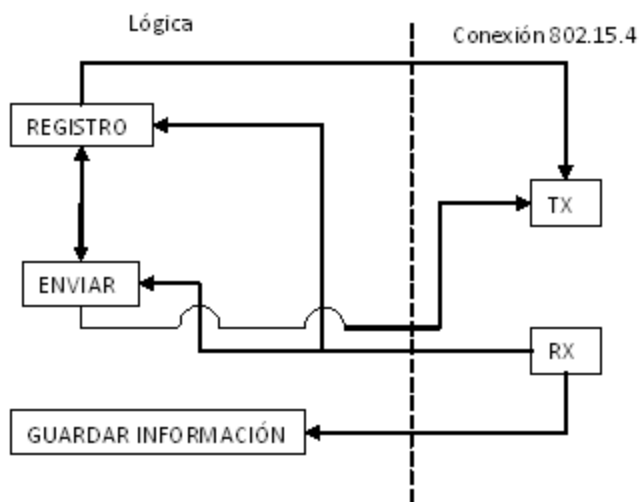 Lógica
Conexión 802.15.4
REGISTRO
TX
ENVIAR
RX
GUARDAR INFORMACIÓN